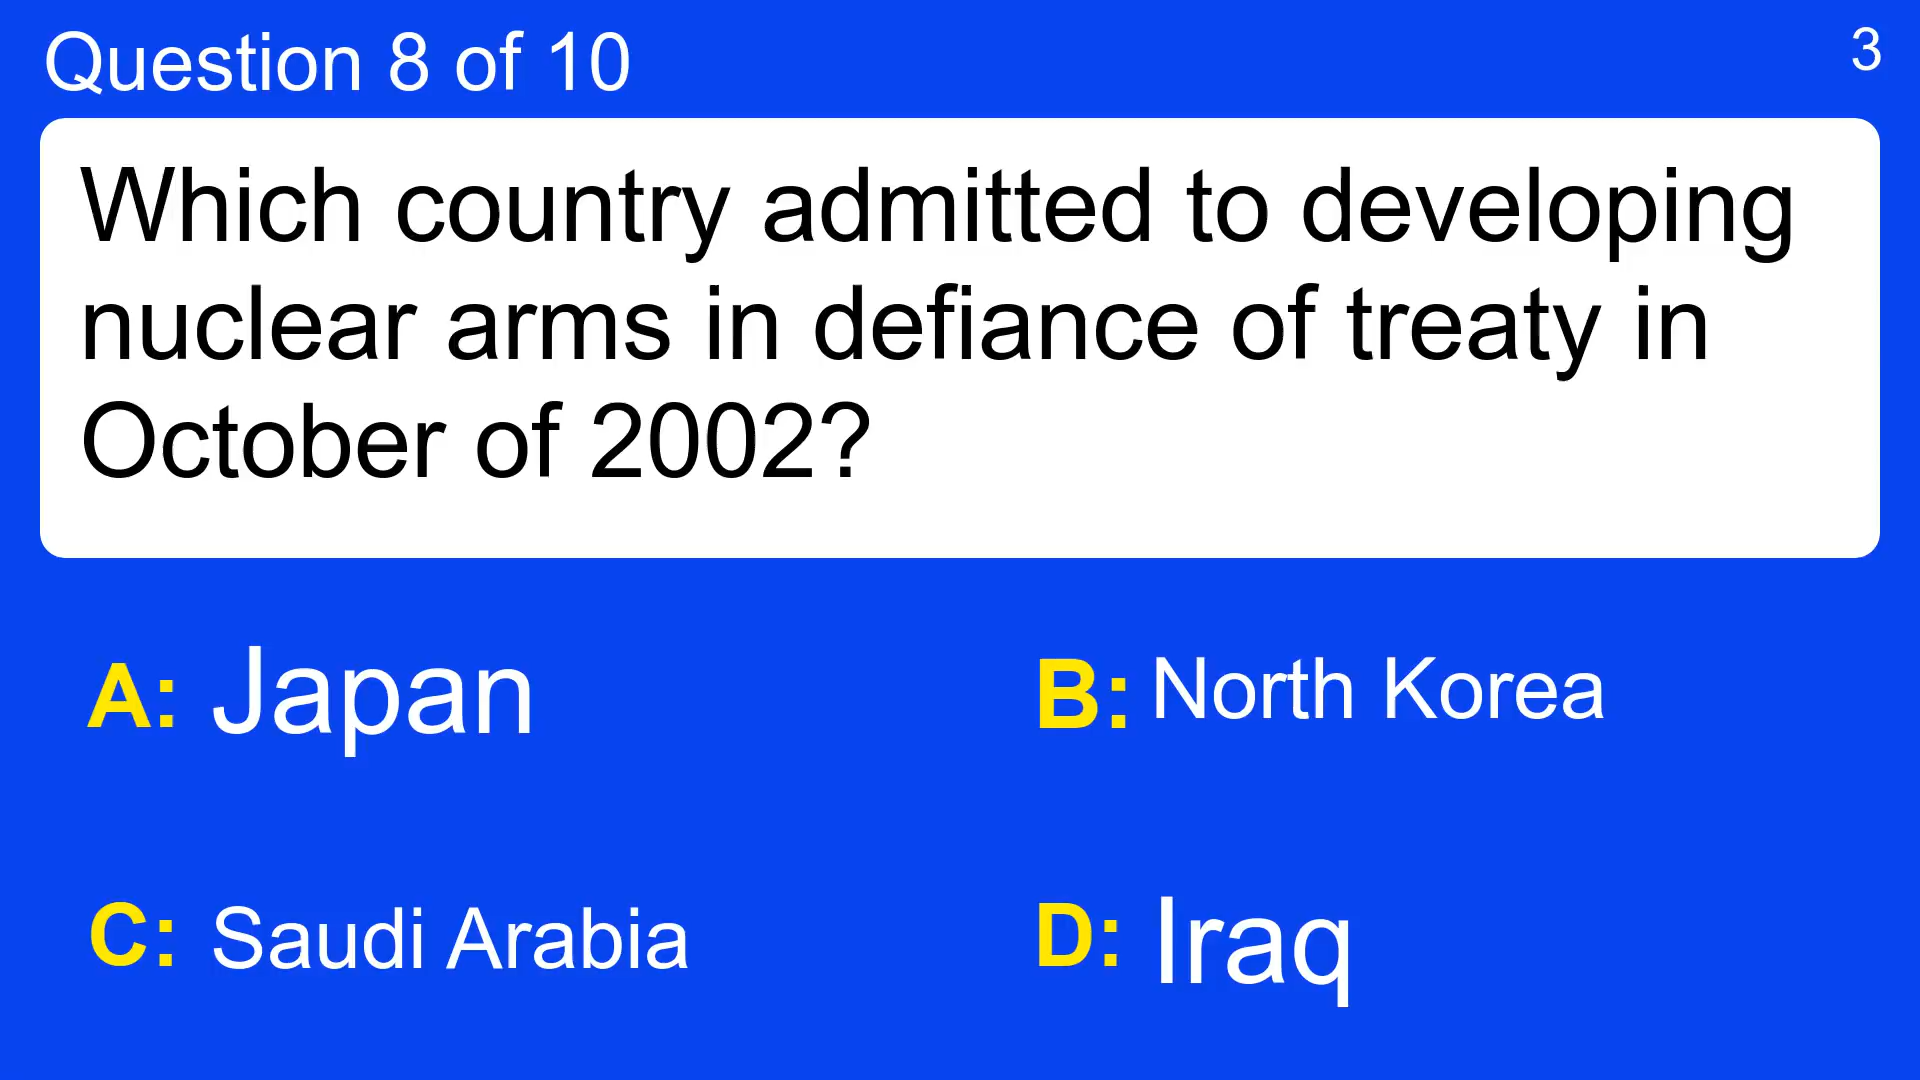 Question 8 of 10
3
Which country admitted to developing
nuclear arms in defiance of treaty in
October of 2002?
A: Japan
B: North Korea
C: Saudi Arabia
D: Iraq